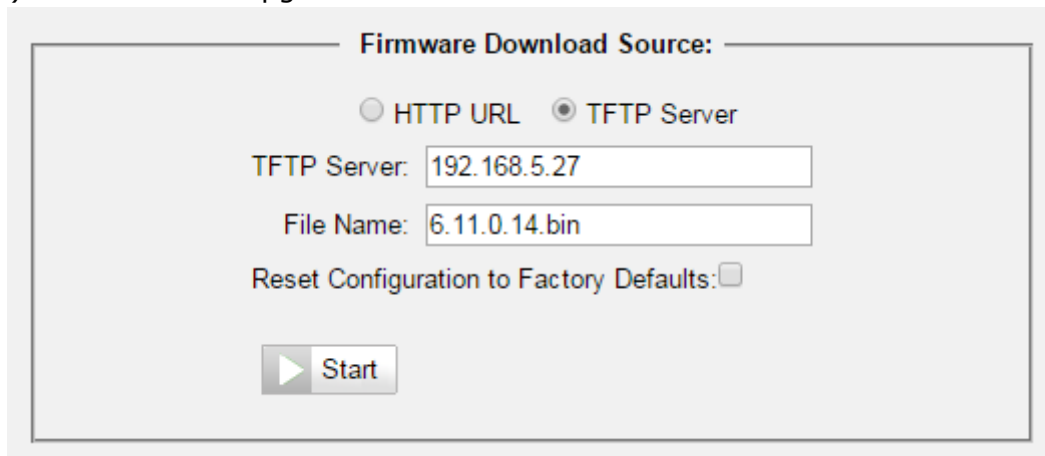 Firmware Download Source:
HTTP URL TFTP Server
TFTP Server: 192.168.5.27
File Name: 6.11.0.14.bin
Reset Configuration to Factory Defaults:
Start